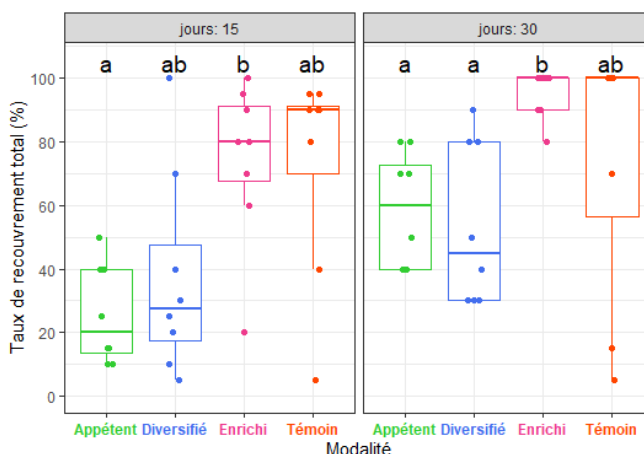 jours: 15
jours: 30
a ab b ab
a a b ab
Taux de recouvrement total (%)
100
80
60
40
20
0
Appétent Diversifié Enrichi Témoin
Appétent Diversifié Enrichi Témoin
Modalité